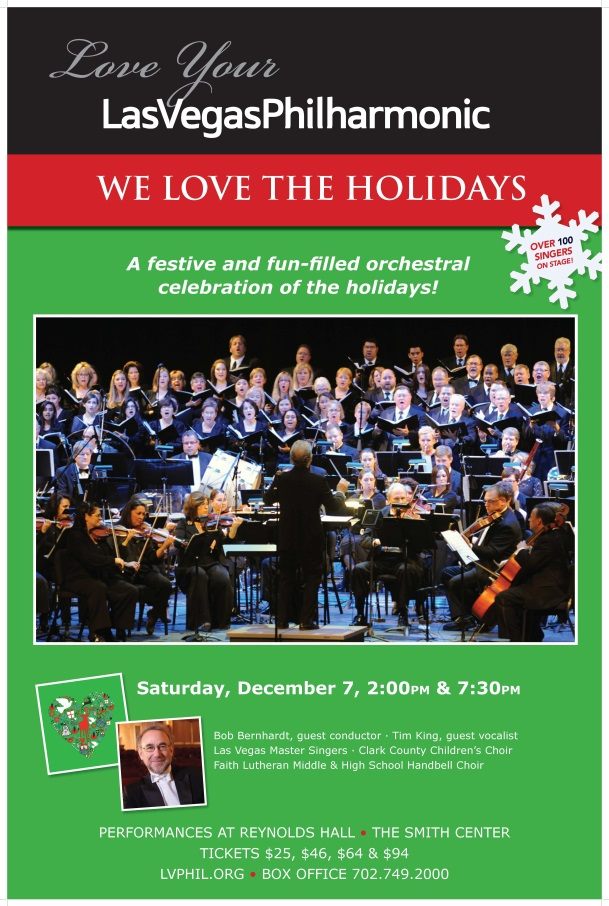 Love Your
LasVegasPhilharmonic
WE LOVE THE HOLIDAYS
OVER 100
SINGERS
ON STAGE!
A festive and fun-filled orchestral
celebration of the holidays!
Saturday, December 7, 2:00PM & 7:30PM
Bob Bernhardt, guest conductor · Tim King, guest vocalist
Las Vegas Master Singers · Clark County Children's Choir
Faith Lutheran Middle & High School Handbell Choir
PERFORMANCES AT REYNOLDS HALL • THE SMITH CENTER
TICKETS $25, $46, $64 & $94
LVPHIL.ORG • BOX OFFICE 702.749.2000